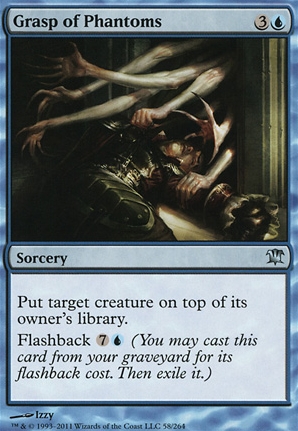 Grasp of Phantoms 3
Sorcery
Put target creature on top of its
owner's library.
Flashback 7 (You may cast this
card from your graveyard for its
flashback cost. Then exile it.)
Izzy
™ & © 1993–2011 Wizards of the Coast LLC 58/264